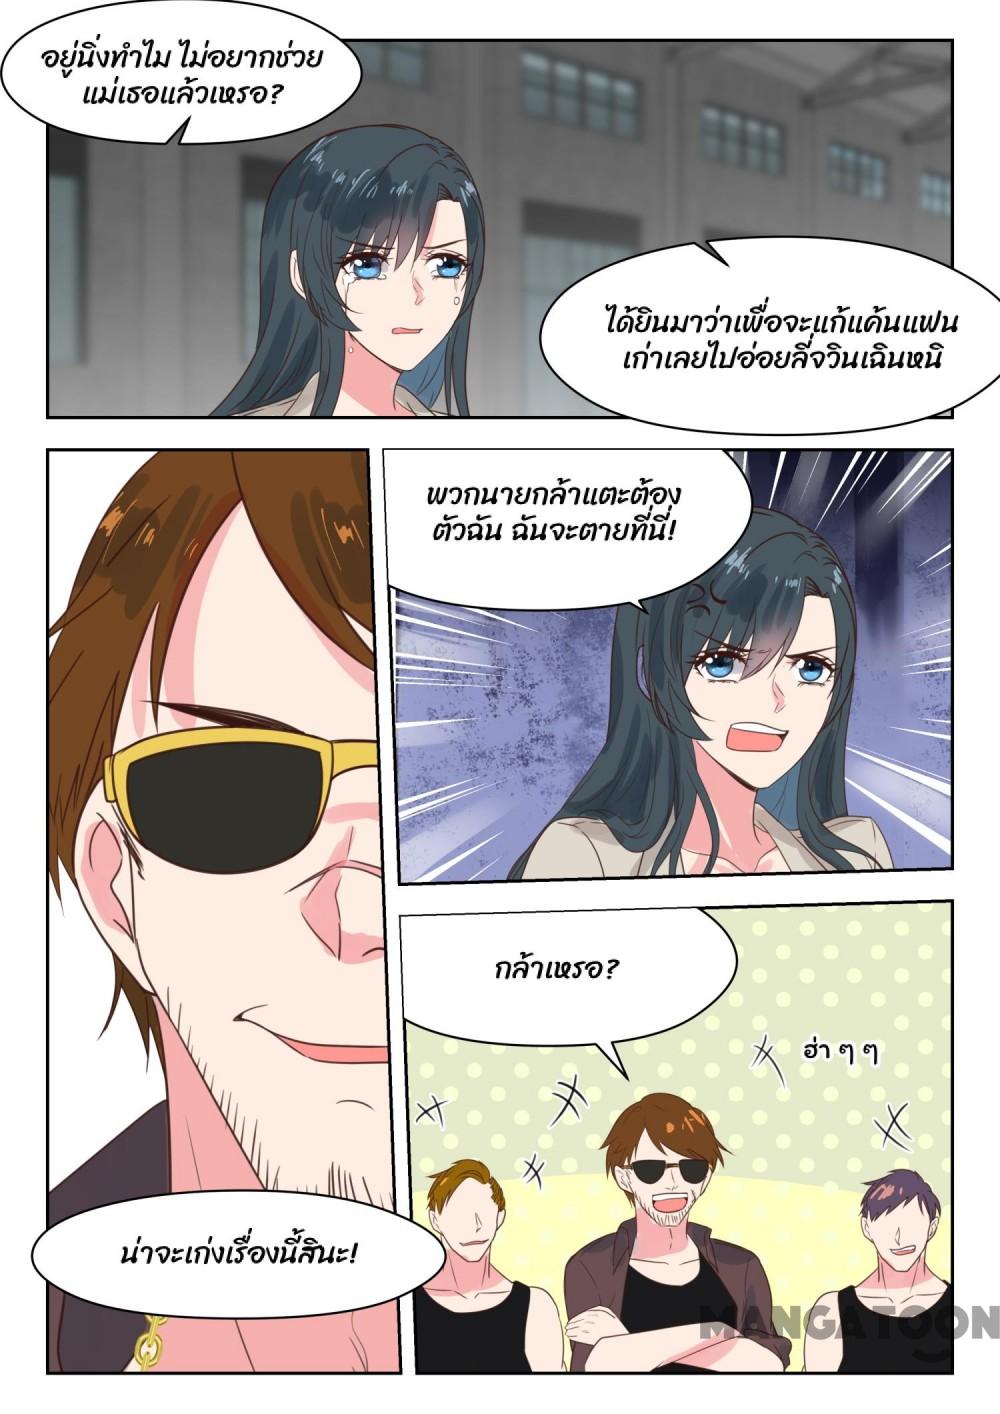 อยู่นิ่งทำไม ไม่อยากช่วย
แม่เธอแล้วเหรอ?
ได้ยินมาว่าเพื่อจะแก้แค้นแฟน
เก่าเลยไปอ่อยลี่จวินเฉินหนิ
พวกนายกล้าแตะต้อง
ตัวฉัน ฉันจะตายที่นี่!
น่าจะเก่งเรื่องนี้สินะ!
กล้าเหรอ?
ฮ่า ๆ ๆ
MANGATOON